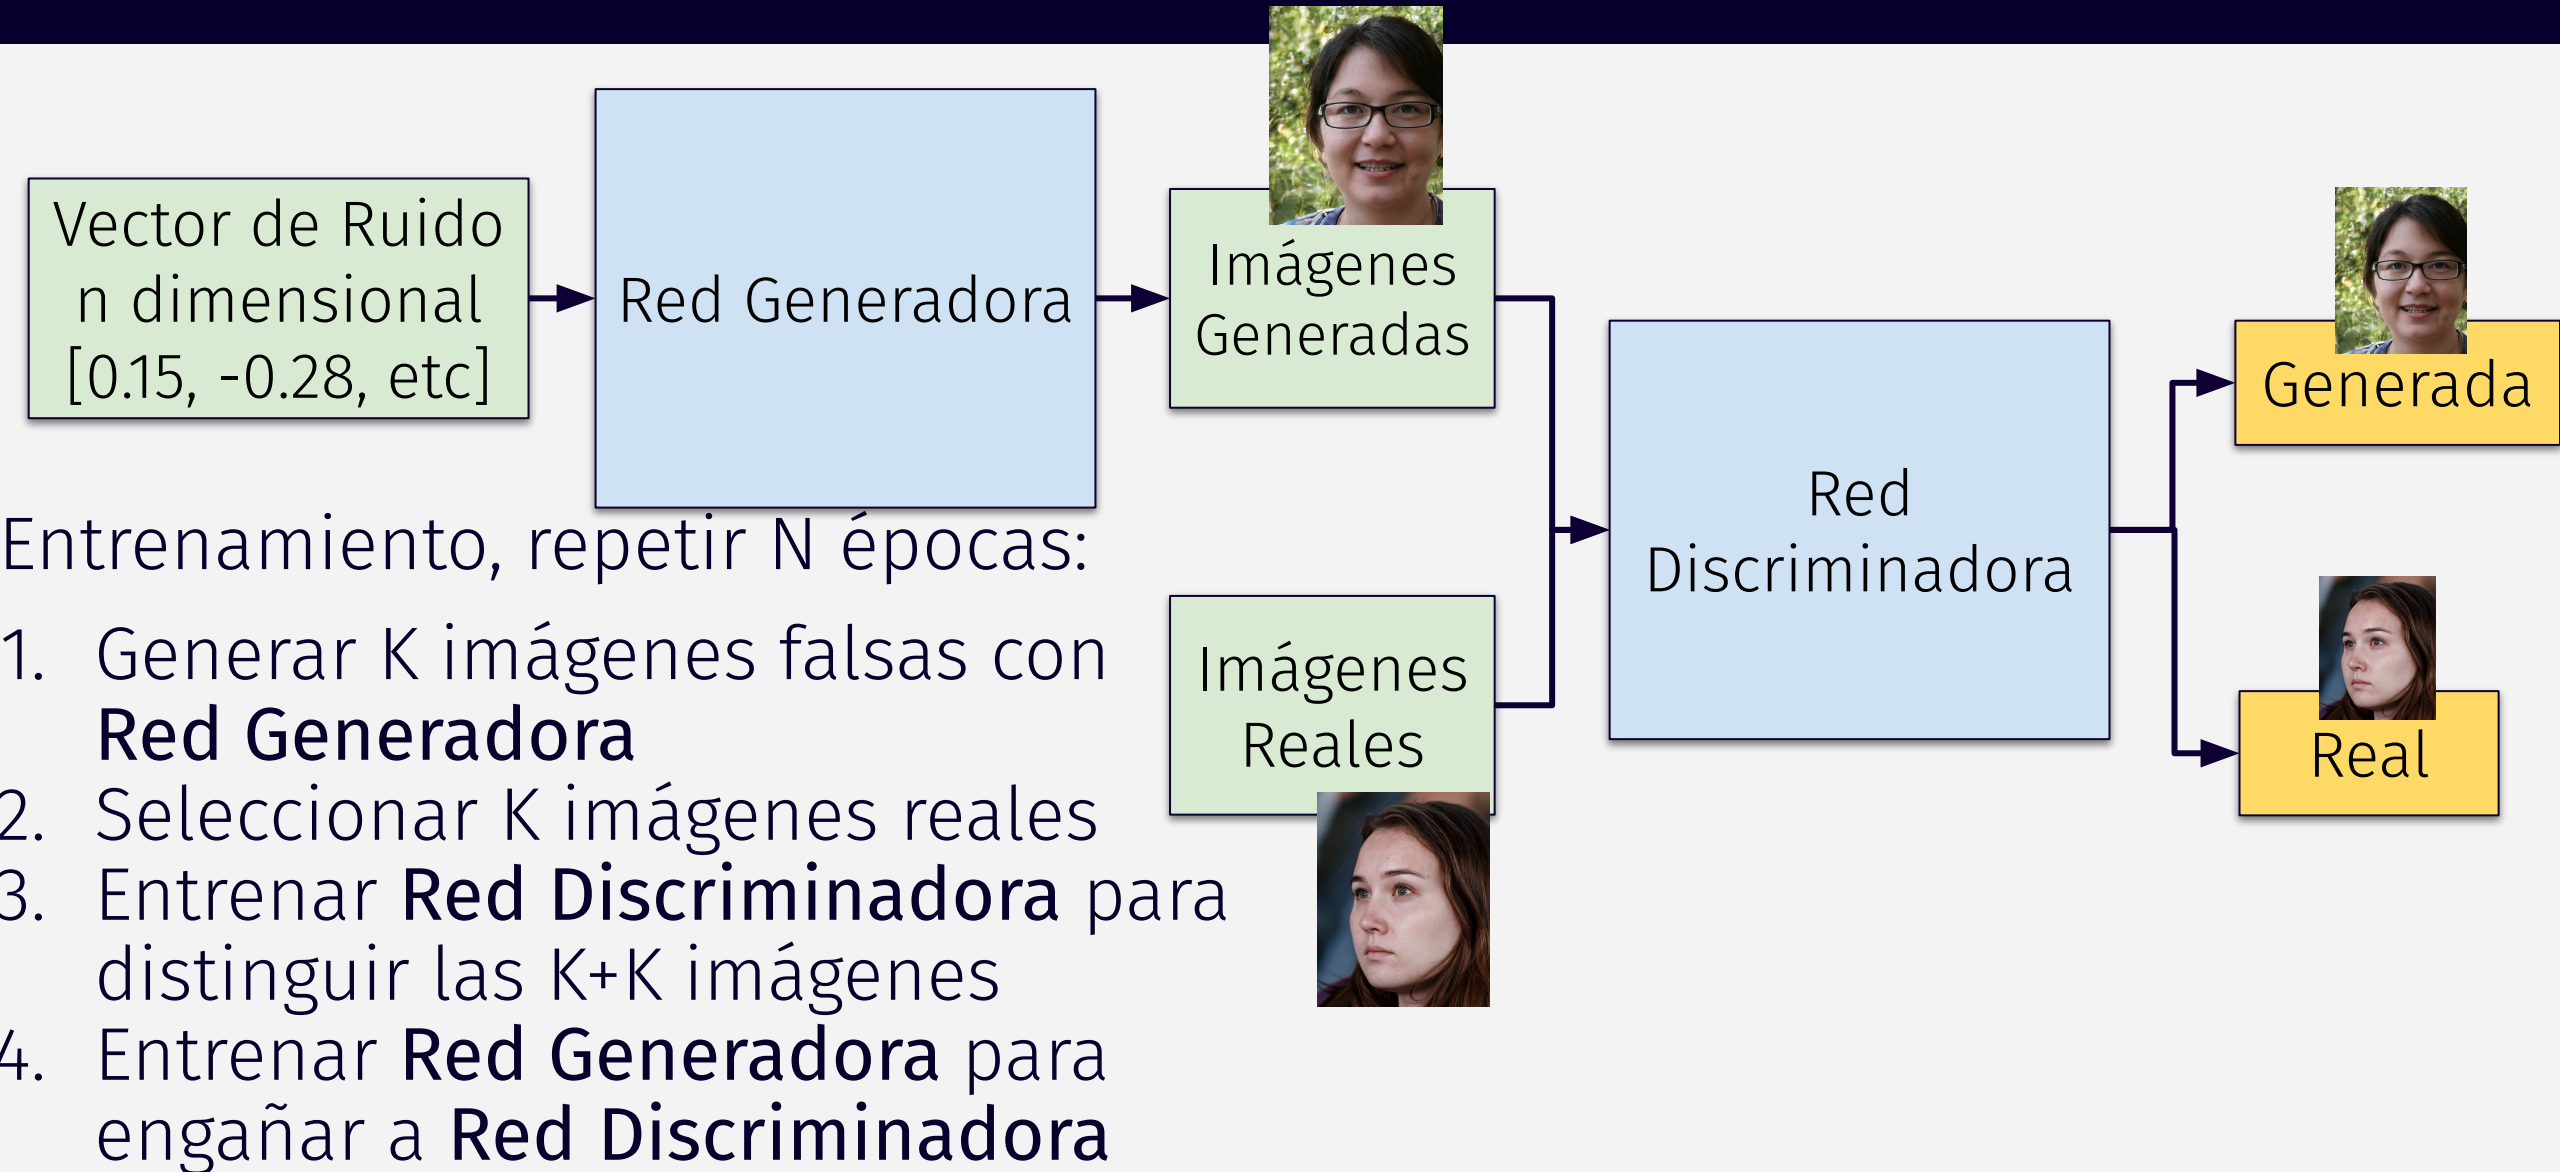 Vector de Ruido
n dimensional
[0.15, -0.28, etc]
Red Generadora
Imágenes
Generadas
Imágenes
Reales
Red
Discriminadora
Generada
Real
Entrenamiento, repetir N épocas:
1. Generar K imágenes falsas con
Red Generadora
2. Seleccionar K imágenes reales
3. Entrenar Red Discriminadora para
distinguir las K+K imágenes
4. Entrenar Red Generadora para
engañar a Red Discriminadora